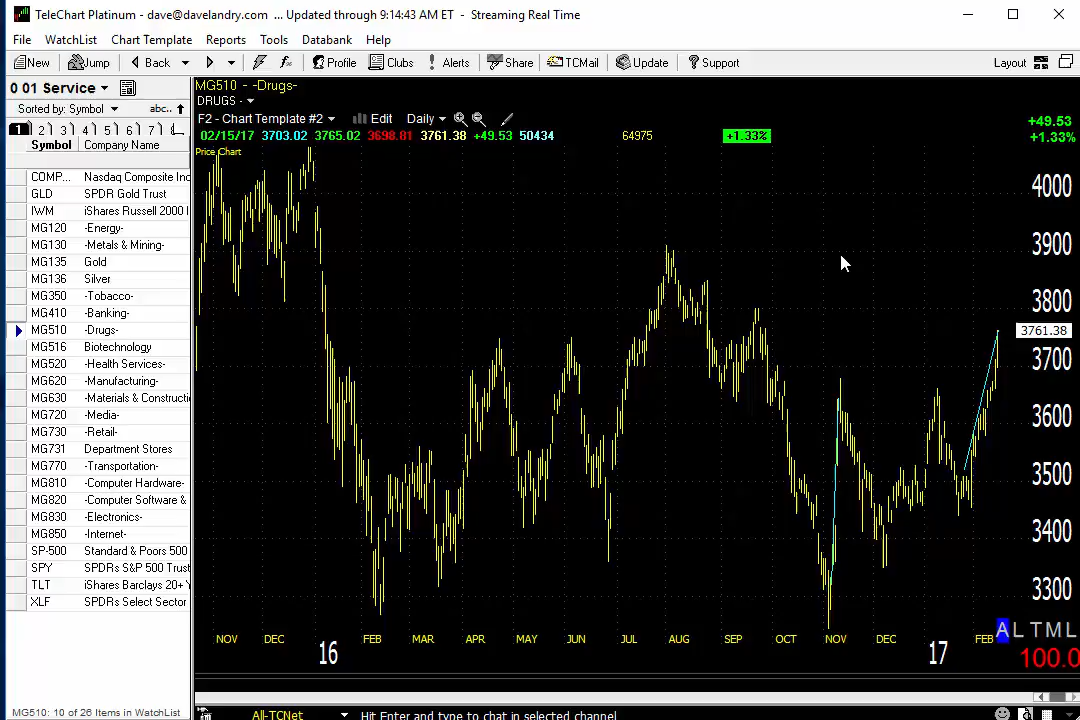 TeleChart Platinum - dave@davelandry.com ... Updated through 9:14:43 AM ET - Streaming Real Time
File WatchList Chart Template Reports Tools Databank Help
New Jump Back Profile Clubs Alerts Share TCMail Update Support Layout
0 01 Service
Sorted by: Symbol abc..
1 2 3 4 5 6 7
Symbol Company Name
COMP... Nasdaq Composite Ind
GLD SPDR Gold Trust
IWM iShares Russell 2000 I
MG120 -Energy-
MG130 -Metals & Mining-
MG135 Gold
MG136 Silver
MG350 -Tobacco-
MG410 -Banking-
MG510 -Drugs-
MG516 Biotechnology
MG520 -Health Services-
MG620 -Manufacturing-
MG630 -Materials & Constructi
MG720 -Media-
MG730 -Retail-
MG731 Department Stores
MG770 -Transportation-
MG810 -Computer Hardware-
MG820 -Computer Software &
MG830 -Electronics-
MG850 -Internet-
SP-500 Standard & Poors 500
SPY SPDRs S&P 500 Trust
TLT iShares Barclays 20+
XLF SPDRs Select Sector
MG510: 10 of 26 Items in WatchList
MG510 - -Drugs-
DRUGS -
F2 - Chart Template #2 Edit Daily
02/15/17 3703.02 3765.02 3698.81 3761.38 +49.53 50434 64975 +1.33%
+49.53
+1.33%
Price Chart
4000
3900
3800
3761.38
3700
3600
3500
3400
3300
NOV DEC FEB MAR APR MAY JUN JUL AUG SEP OCT NOV DEC FEB
16 17
A L T M L
100.0
All-TCNet Hit Enter and type to chat in selected channel